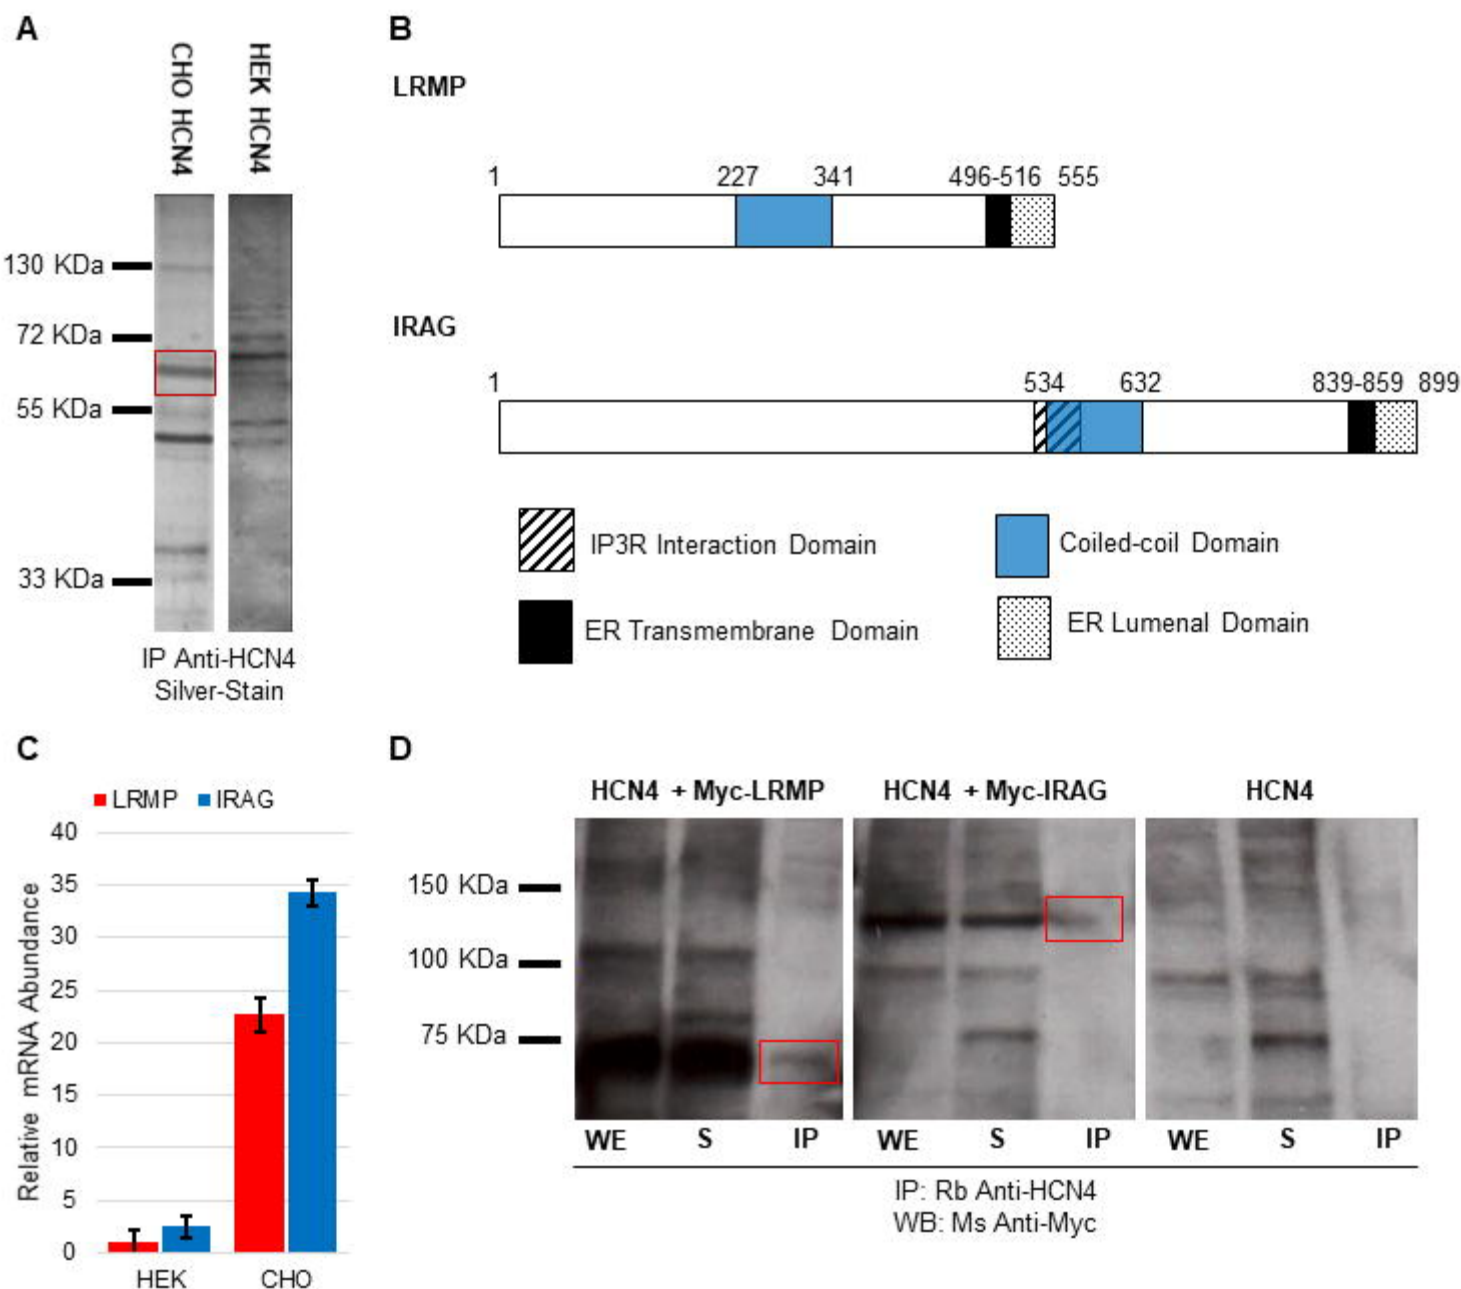 A
CHO HCN4
HEK HCN4
130 KDa
72 KDa
55 KDa
33 KDa
IP Anti-HCN4
Silver-Stain
B
LRMP
1 227 341 496-516 555
IRAG
1 534 632 839-859 899
IP3R Interaction Domain
Coiled-coil Domain
ER Transmembrane Domain
ER Lumenal Domain
C
LRMP IRAG
Relative mRNA Abundance
40
35
30
25
20
15
10
5
0
HEK CHO
D
HCN4 + Myc-LRMP HCN4 + Myc-IRAG HCN4
150 KDa
100 KDa
75 KDa
WE S IP WE S IP WE S IP
IP: Rb Anti-HCN4
WB: Ms Anti-Myc